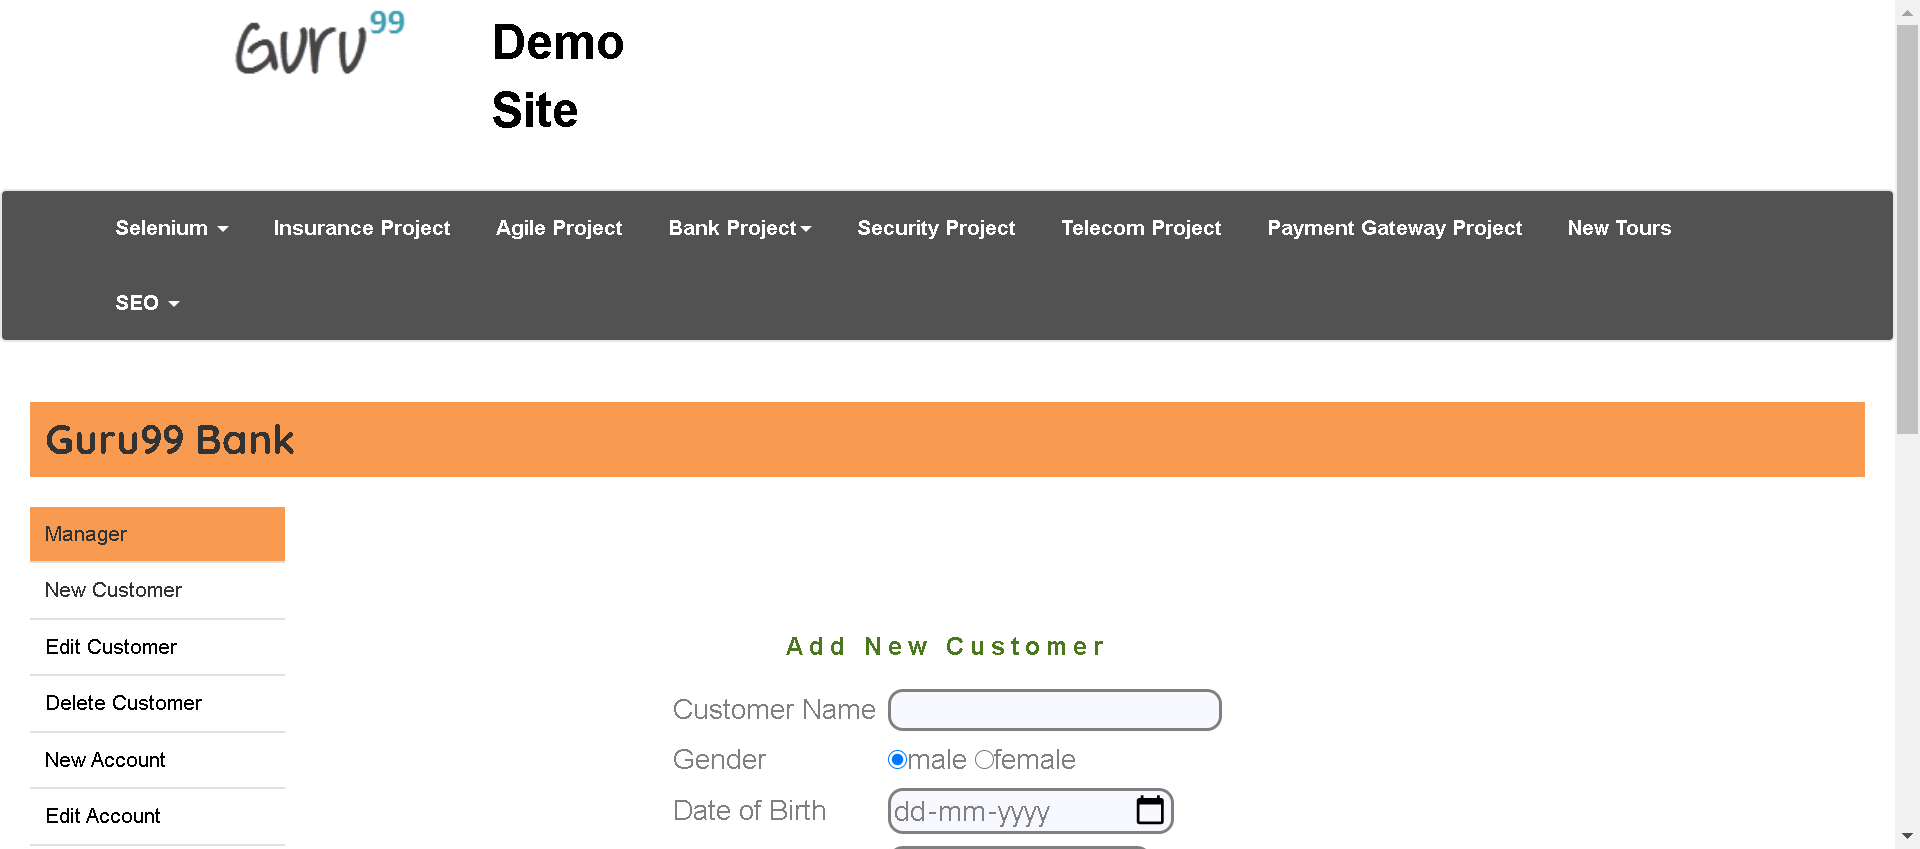 Guru99
Demo
Site
Selenium Insurance Project Agile Project Bank Project Security Project Telecom Project Payment Gateway Project New Tours
SEO
Guru99 Bank
Manager
New Customer
Edit Customer
Delete Customer
New Account
Edit Account
Add New Customer
Customer Name
Gender male female
Date of Birth dd-mm-yyyy